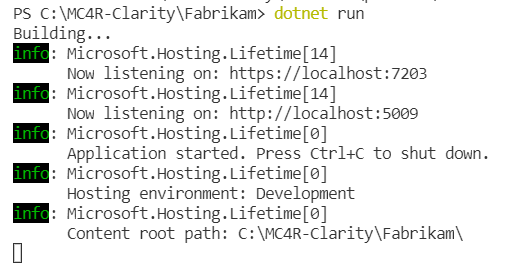 PS C:\MC4R-Clarity\Fabrikam> dotnet run
Building...
info: Microsoft.Hosting.Lifetime[14]
      Now listening on: https://localhost:7203
info: Microsoft.Hosting.Lifetime[14]
      Now listening on: http://localhost:5009
info: Microsoft.Hosting.Lifetime[0]
      Application started. Press Ctrl+C to shut down.
info: Microsoft.Hosting.Lifetime[0]
      Hosting environment: Development
info: Microsoft.Hosting.Lifetime[0]
      Content root path: C:\MC4R-Clarity\Fabrikam\